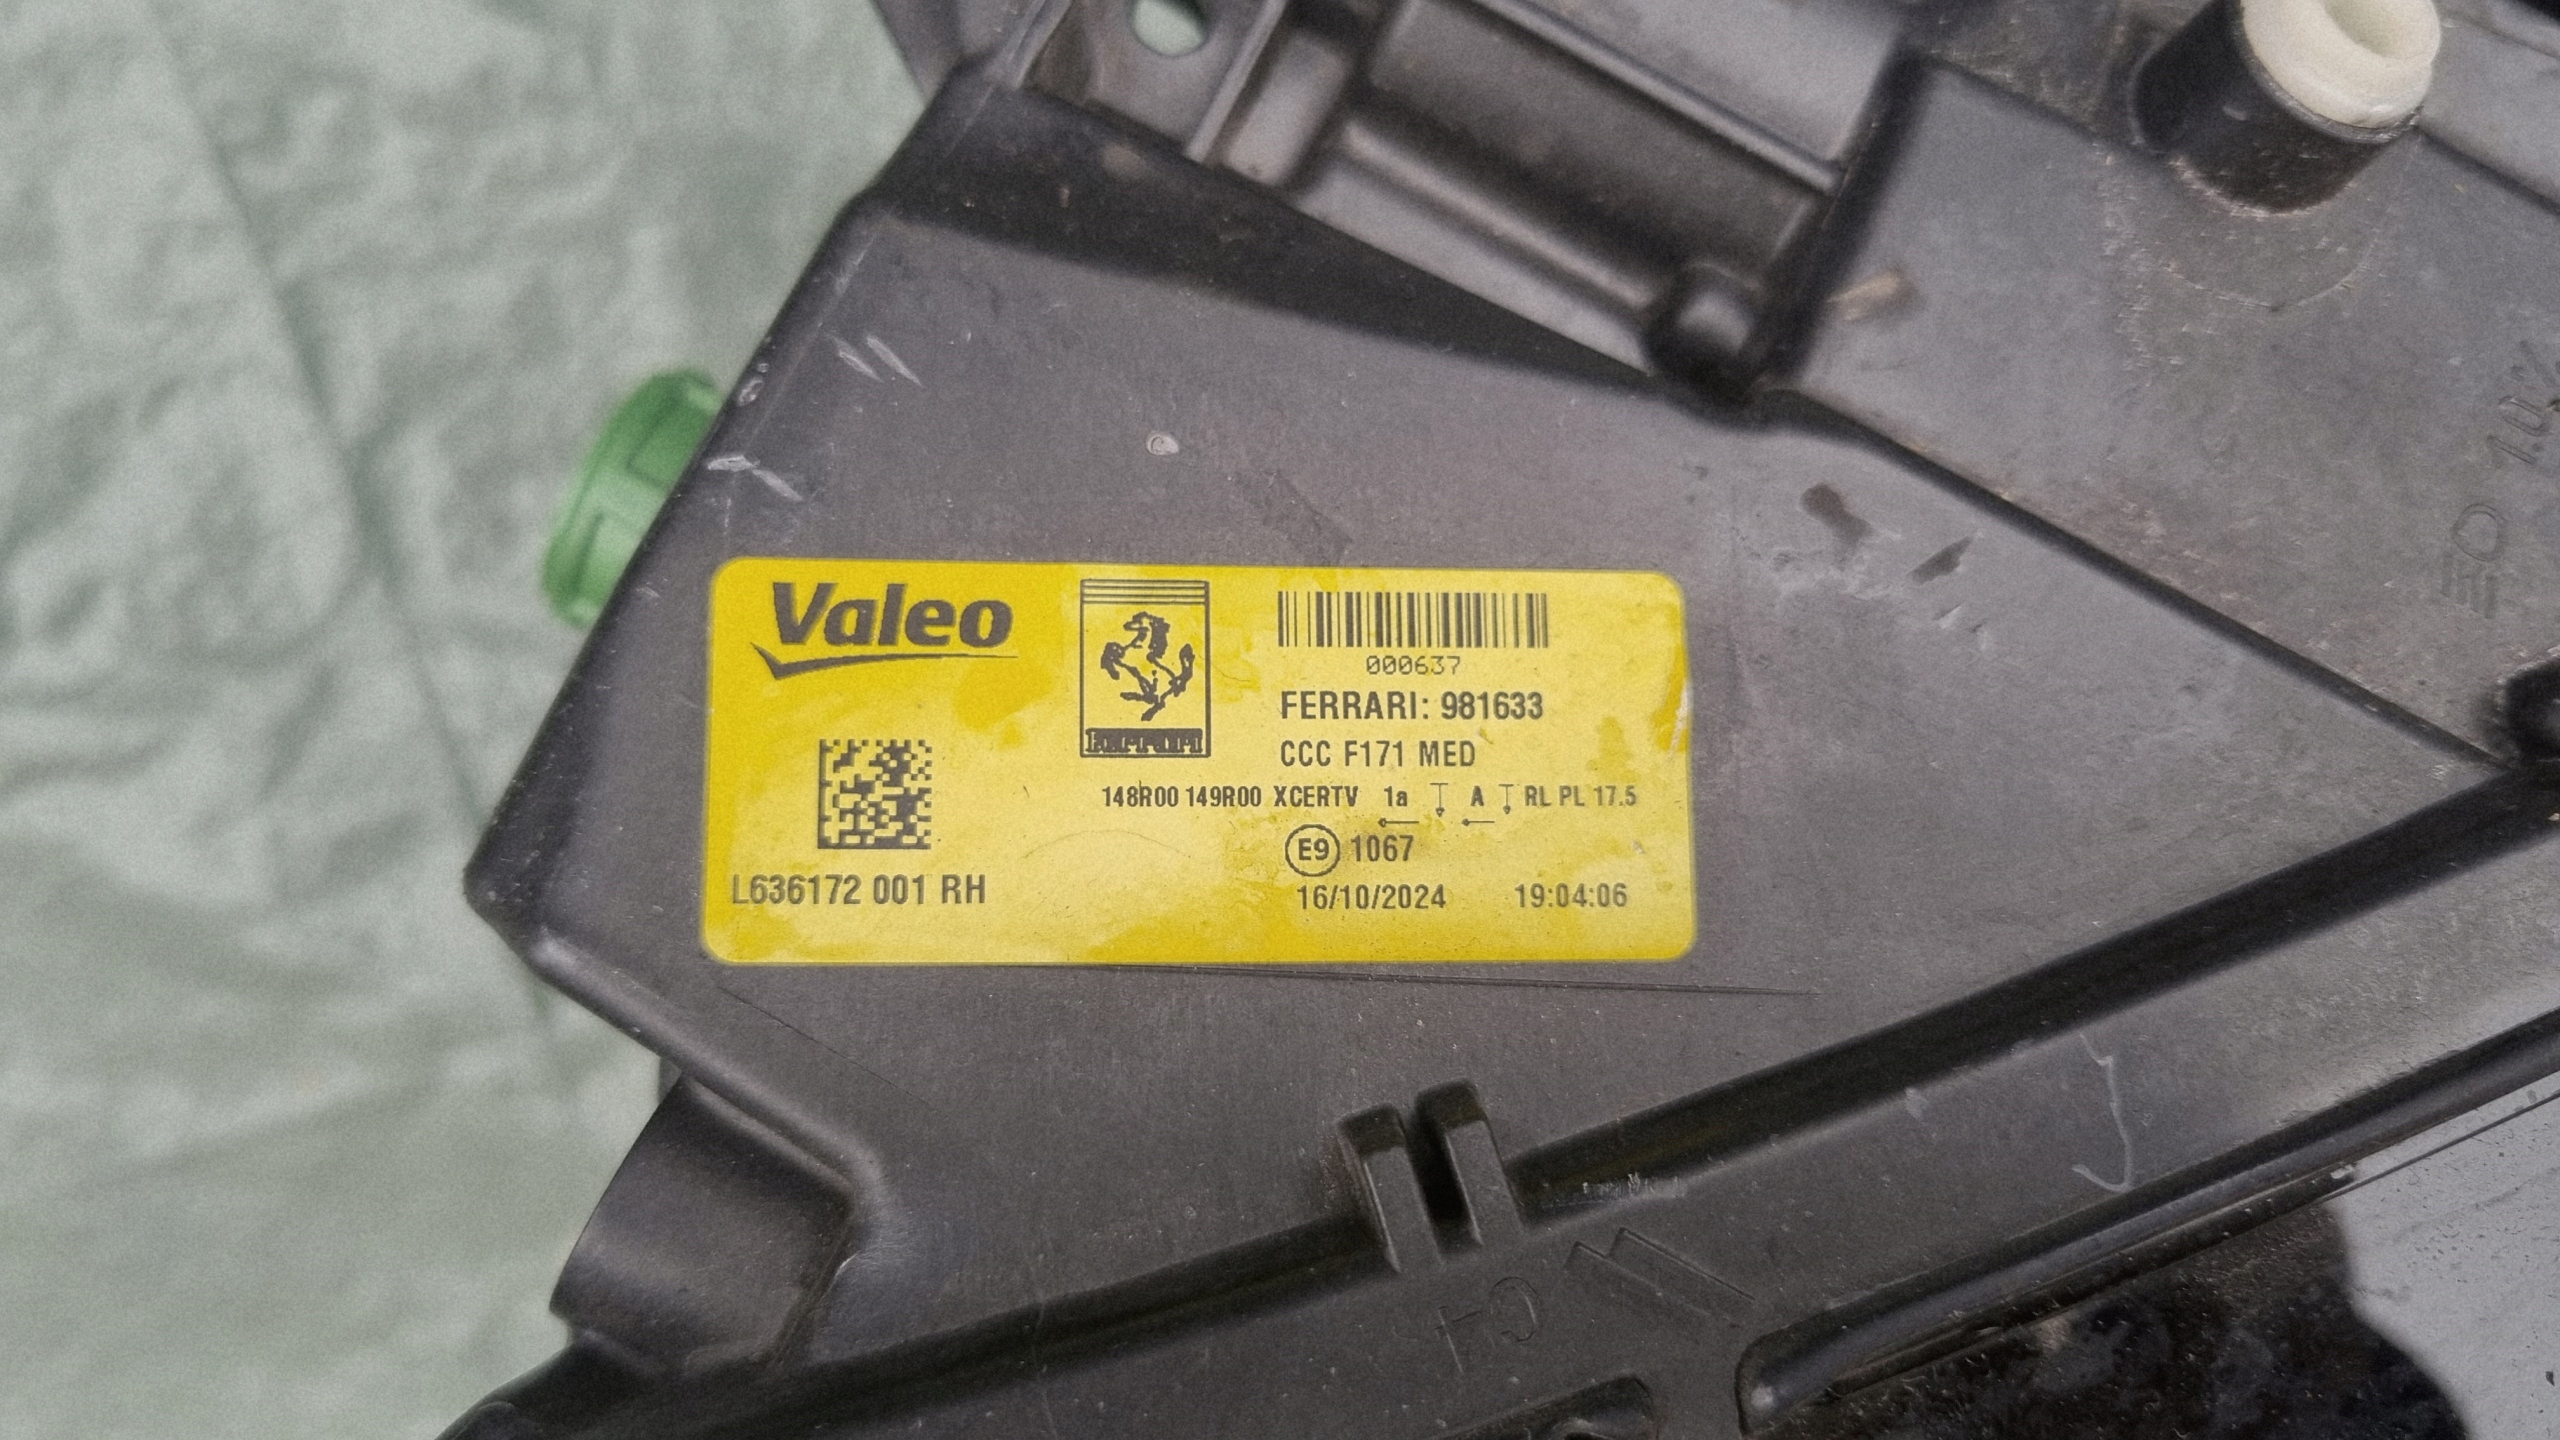 Valeo
Ferrari
000637
FERRARI: 981633
CCC F171 MED
148R00 149R00 XCERTV 1a A RL PL 17.5
E9 1067
L636172 001 RH
16/10/2024 19:04:06